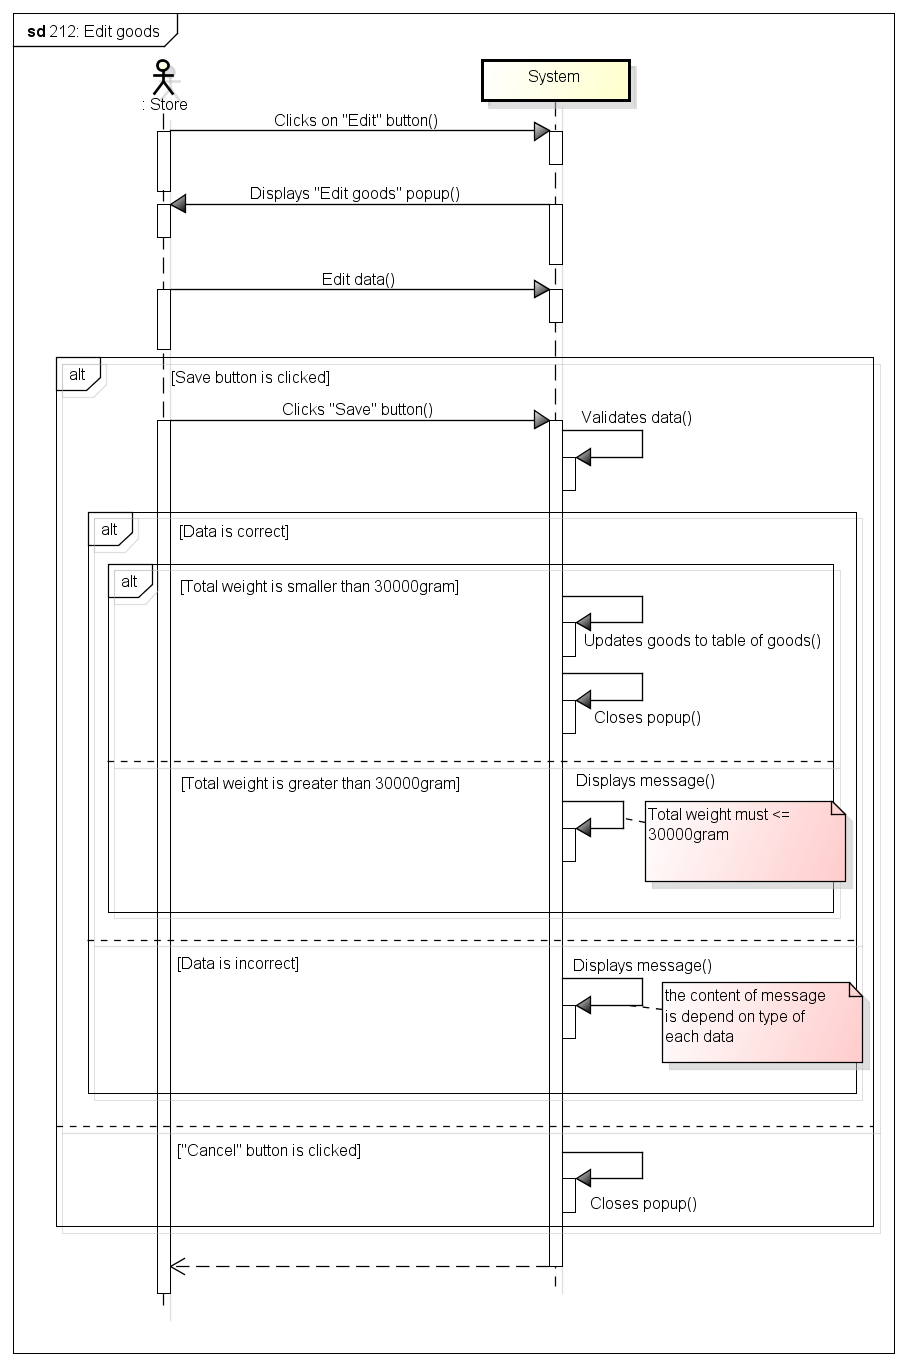 sd 212: Edit goods
: Store
System
Clicks on "Edit" button()
Displays "Edit goods" popup()
Edit data()
alt
[Save button is clicked]
Clicks "Save" button()
Validates data()
alt
[Data is correct]
alt
[Total weight is smaller than 30000gram]
Updates goods to table of goods()
Closes popup()
[Total weight is greater than 30000gram]
Displays message()
Total weight must <=
30000gram
[Data is incorrect]
Displays message()
the content of message
is depend on type of
each data
["Cancel" button is clicked]
Closes popup()